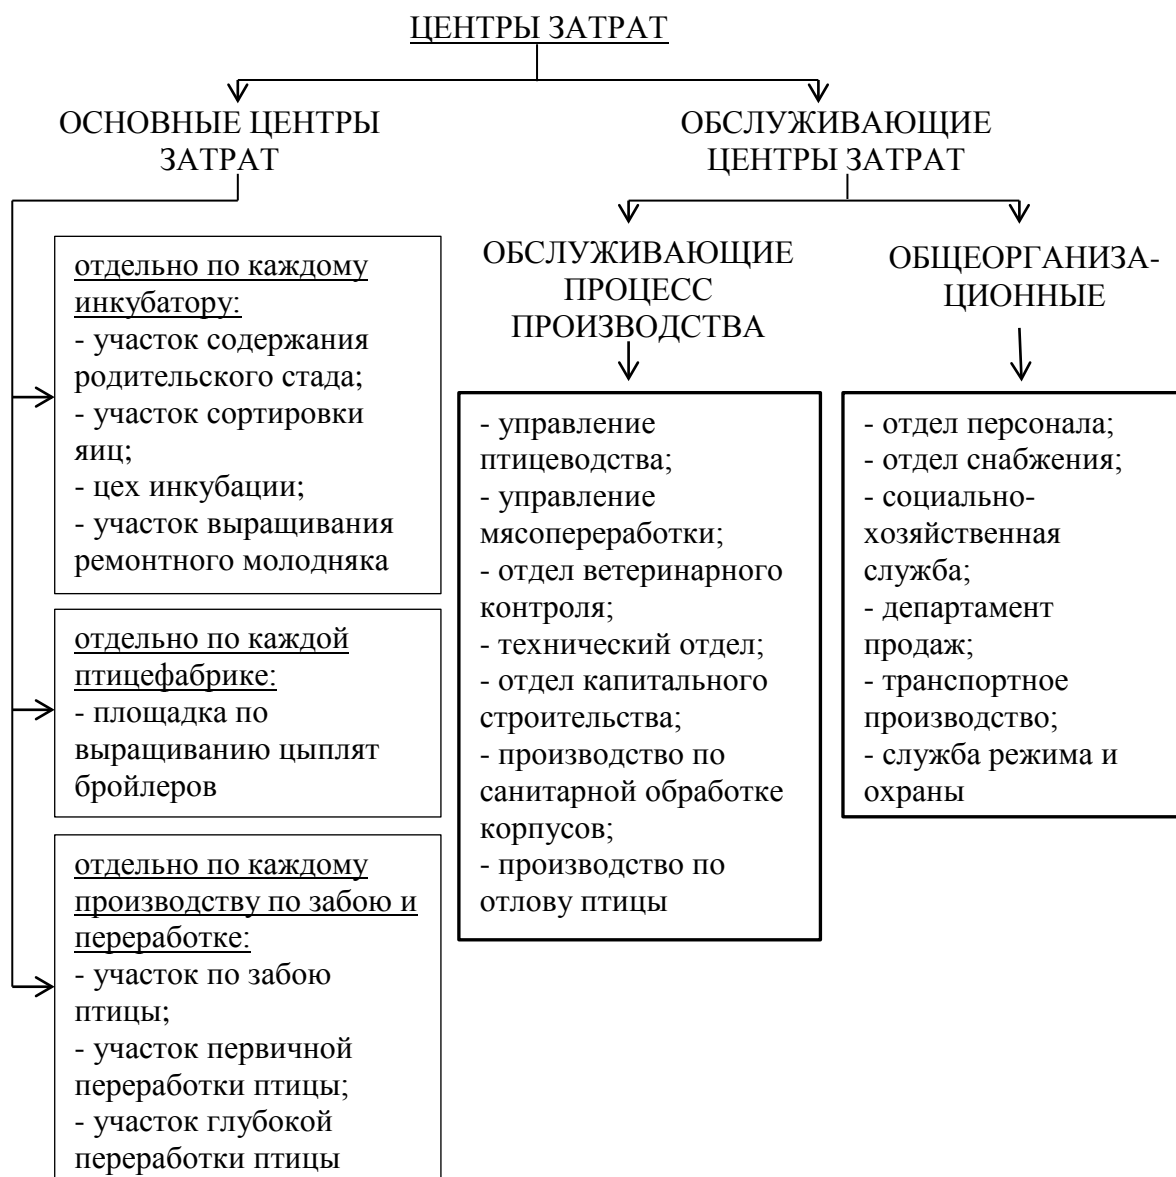 ЦЕНТРЫ ЗАТРАТ
ОСНОВНЫЕ ЦЕНТРЫ
ЗАТРАТ
отдельно по каждому
инкубатору:
- участок содержания
родительского стада;
- участок сортировки
яиц;
- цех инкубации;
- участок выращивания
ремонтного молодняка
отдельно по каждой
птицефабрике:
- площадка по
выращиванию цыплят
бройлеров
отдельно по каждому
производству по забою и
переработке:
- участок по забою
птицы;
- участок первичной
переработки птицы;
- участок глубокой
переработки птицы
ОБСЛУЖИВАЮЩИЕ
ЦЕНТРЫ ЗАТРАТ
ОБСЛУЖИВАЮЩИЕ
ПРОЦЕСС
ПРОИЗВОДСТВА
- управление
птицеводства;
- управление
мясопереработки;
- отдел ветеринарного
контроля;
- технический отдел;
- отдел капитального
строительства;
- производство по
санитарной обработке
корпусов;
- производство по
отлову птицы
ОБЩЕОРГАНИЗА-
ЦИОННЫЕ
- отдел персонала;
- отдел снабжения;
- социально-
хозяйственная
служба;
- департамент
продаж;
- транспортное
производство;
- служба режима и
охраны